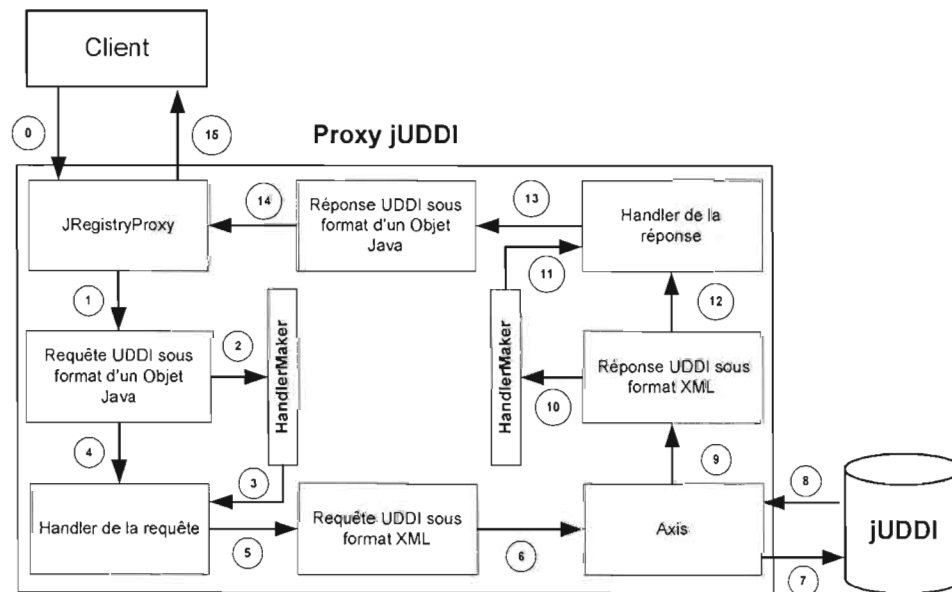 Client
0
15
Proxy jUDDI
JRegistryProxy
14
Réponse UDDI sous
format d'un Objet
Java
13
Handler de la
réponse
1
11
12
Requête UDDI sous
format d'un Objet
Java
2
HandlerMaker
HandlerMaker
10
Réponse UDDI sous
format XML
4
3
9
8
Handler de la requête
5
Requête UDDI sous
format XML
6
Axis
7
jUDDI